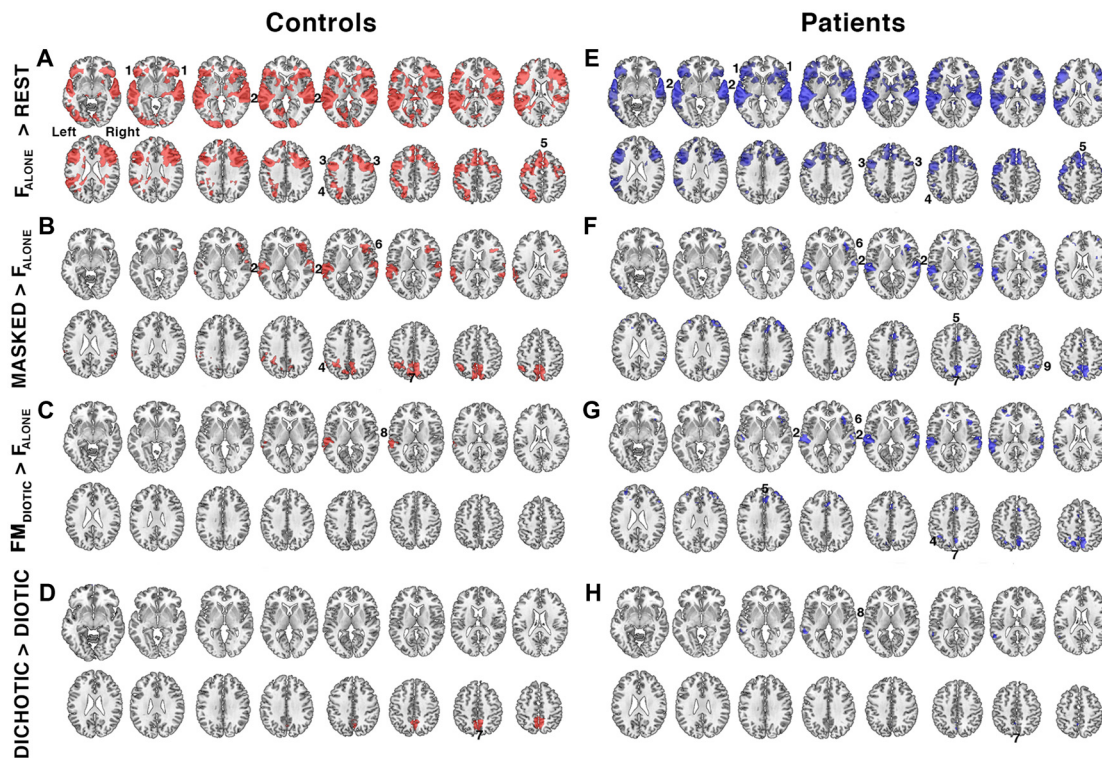 Controls
Patients
A
E
F_ALONE > REST
1 1
2 2
Left Right
3 3
4
5
1 1
2 2 2
3 3
4
5
B
F
MASKED > F_ALONE
6
2 2
4
7
6
2 2
5
7
9
C
G
FM_DIOTIC > F_ALONE
8
6
2 2
5
4
7
D
H
DICHOTIC > DIOTIC
7
8
7